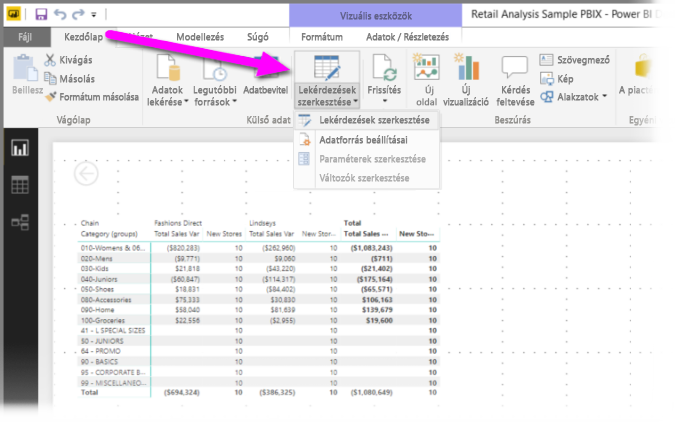 Vizuális eszközök
Retail Analysis Sample PBIX - Power BI D
Fájl Kezdőlap Modellezés Súgó Formátum Adatok / Részletezés
Kivágás
Másolás
Formátum másolása
Beillesz
Vágólap
Adatok lekérése
Legutóbbi források
Adatbevitel
Külső adat
Lekérdezések szerkesztése
Frissítés
Új oldal
Új vizualizáció
Kérdés feltevése
Szövegmező
Kép
Alakzatok
Beszúrás
A piact
Egyéni
Lekérdezések szerkesztése
Adatforrás beállításai
Paraméterek szerkesztése
Változók szerkesztése
Chain Fashions Direct Lindseys Total
Category (groups) Total Sales Var New Stores Total Sales Var New Stor... Total Sales ... New Sto...
010-Womens & 06... ($820,283) 10 ($262,960) 10 ($1,083,243) 10
020-Mens ($9,771) 10 $9,060 10 ($711) 10
030-Kids $21,818 10 ($43,220) 10 ($21,402) 10
040-Juniors ($60,847) 10 ($114,317) 10 ($175,164) 10
050-Shoes $18,831 10 ($84,402) 10 ($65,571) 10
080-Accessories $75,333 10 $30,830 10 $106,163 10
090-Home $58,040 10 $81,639 10 $139,679 10
100-Groceries $22,556 10 ($2,955) 10 $19,600 10
41 - L SPECIAL SIZES 10 10 10
50 - JUNIORS 10 10 10
64 - PROMO 10 10 10
90 - BASICS 10 10 10
95 - CORPORATE B... 10 10 10
99 - MISCELLANEO... 10 10 10
Total ($694,324) 10 ($386,325) 10 ($1,080,649) 10